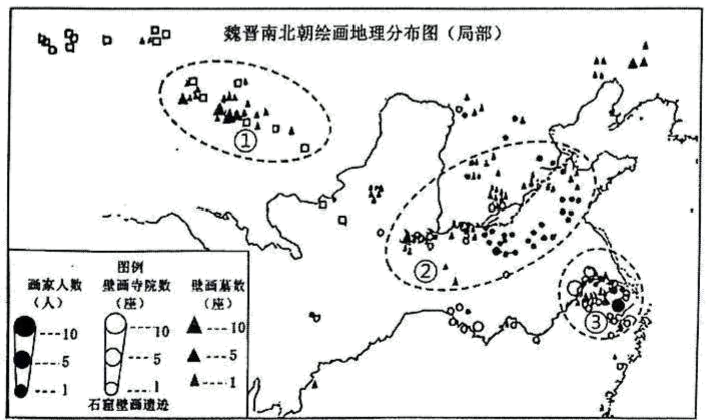 魏晋南北朝绘画地理分布图（局部）
①
②
③
图例
画家人数 壁画寺院数 壁画墓数
（人） （座） （座）
10 10 10
5 5 5
1 1 1
石窟壁画遗迹